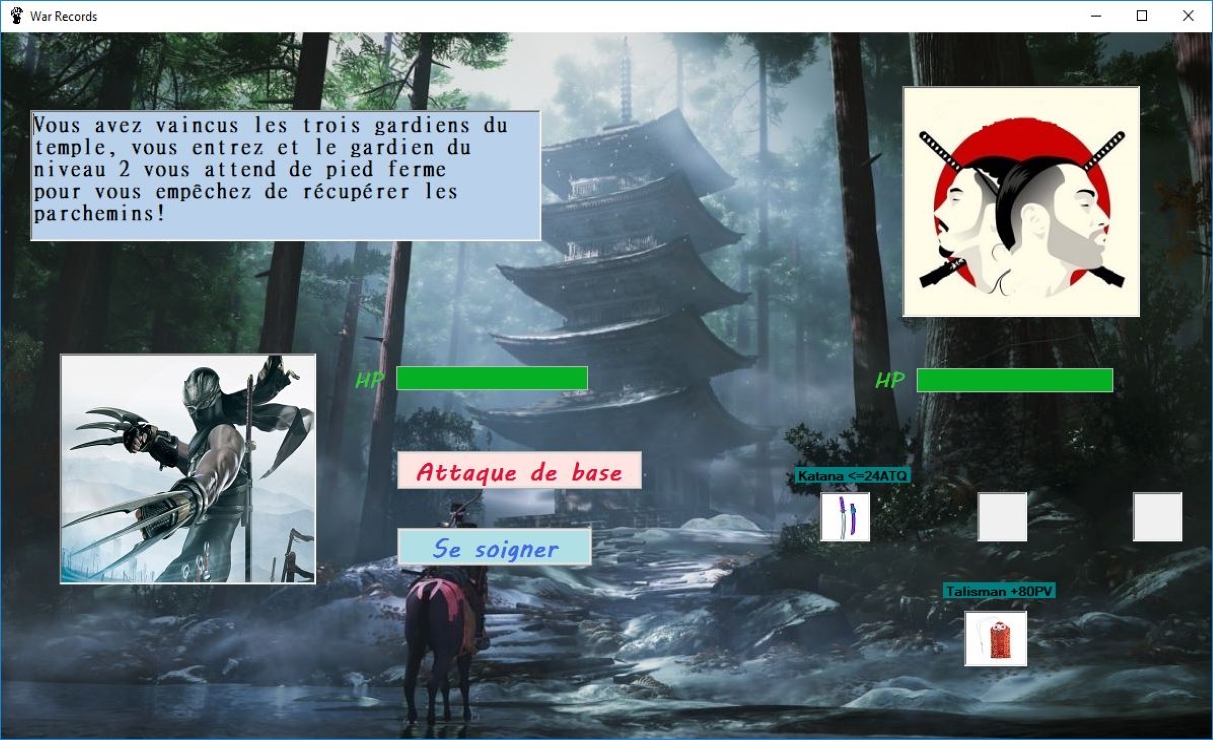 War Records
Vous avez vaincus les trois gardiens du
temple, vous entrez et le gardien du
niveau 2 vous attend de pied ferme
pour vous empêchez de récupérer les
parchemins!
HP
HP
Attaque de base
Katana <=24ATQ
Se soigner
Talisman +80PV